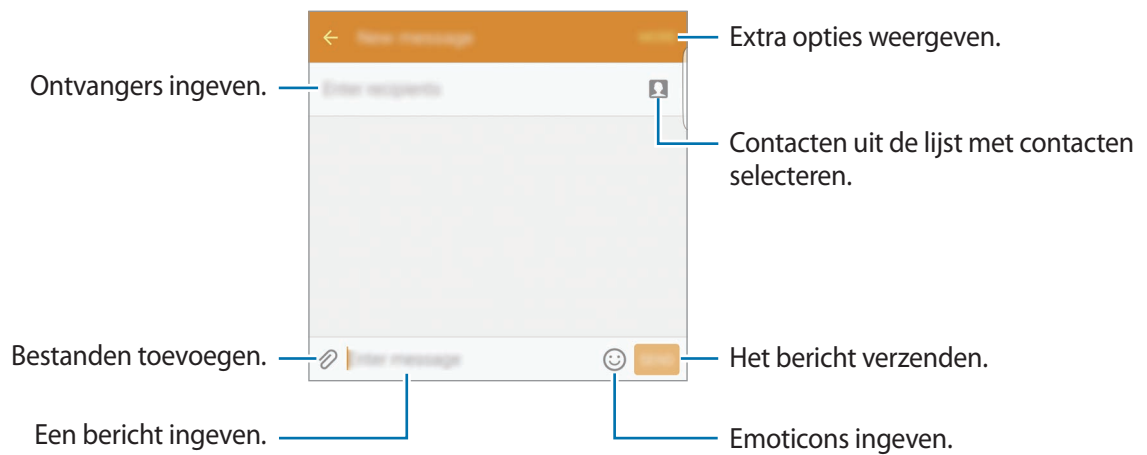 Extra opties weergeven.
Ontvangers ingeven.
Contacten uit de lijst met contacten
selecteren.
Bestanden toevoegen.
Het bericht verzenden.
Een bericht ingeven.
Emoticons ingeven.